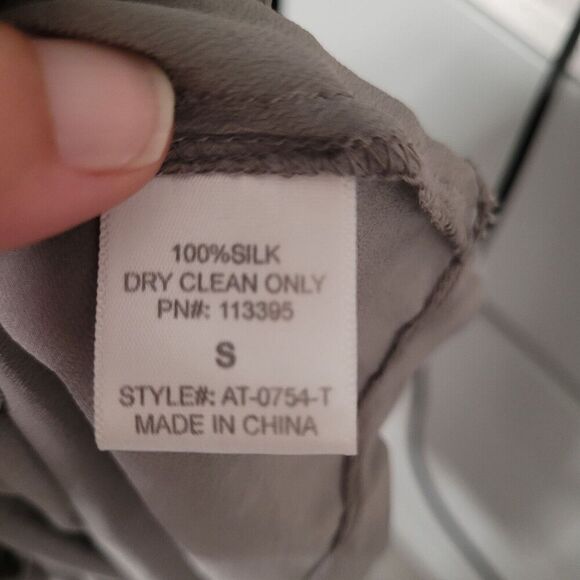 100%SILK
DRY CLEAN ONLY
PN#: 113395
S
STYLE#: AT-0754-T
MADE IN CHINA